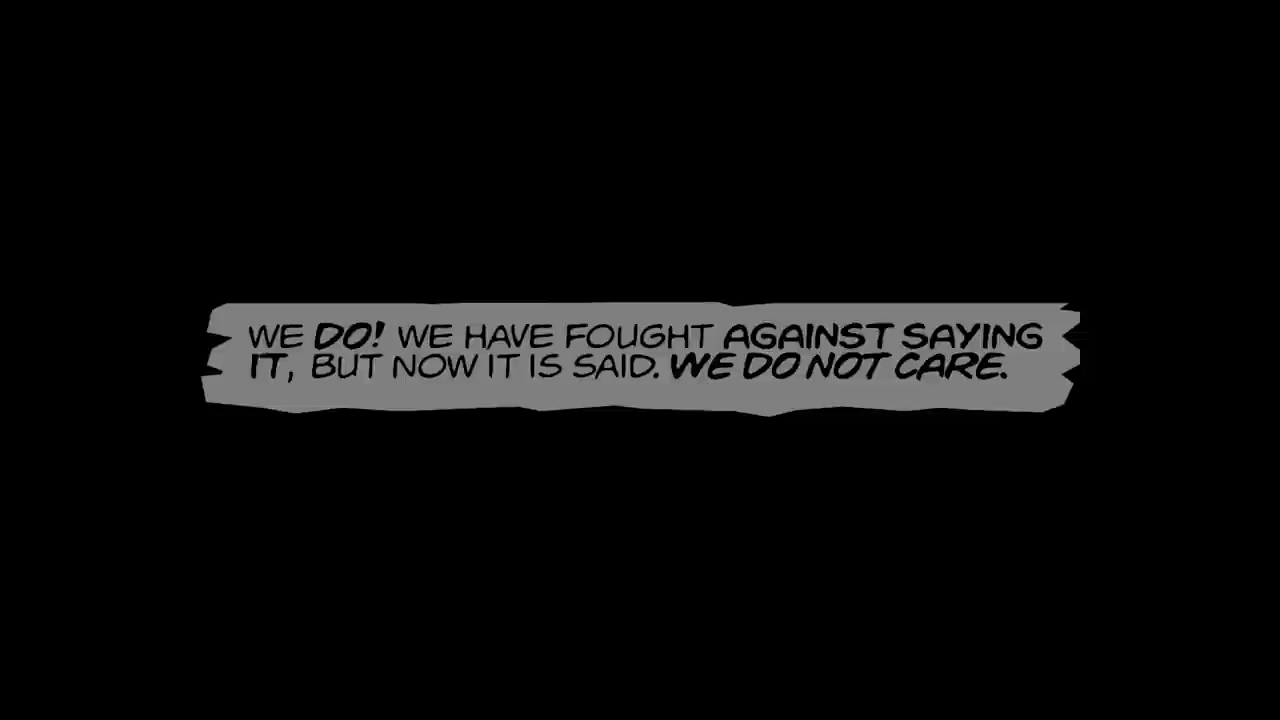 WE DO! WE HAVE FOUGHT AGAINST SAYING
IT, BUT NOW IT IS SAID. WE DO NOT CARE.